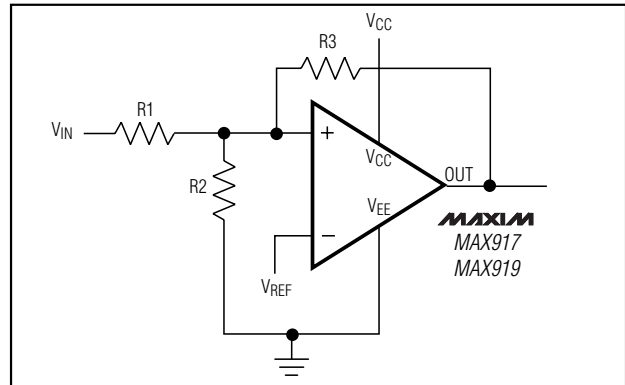 VCC
R3
R1
VIN
+
VCC
R2
OUT
VEE
MAXIM
−
MAX917
MAX919
VREF